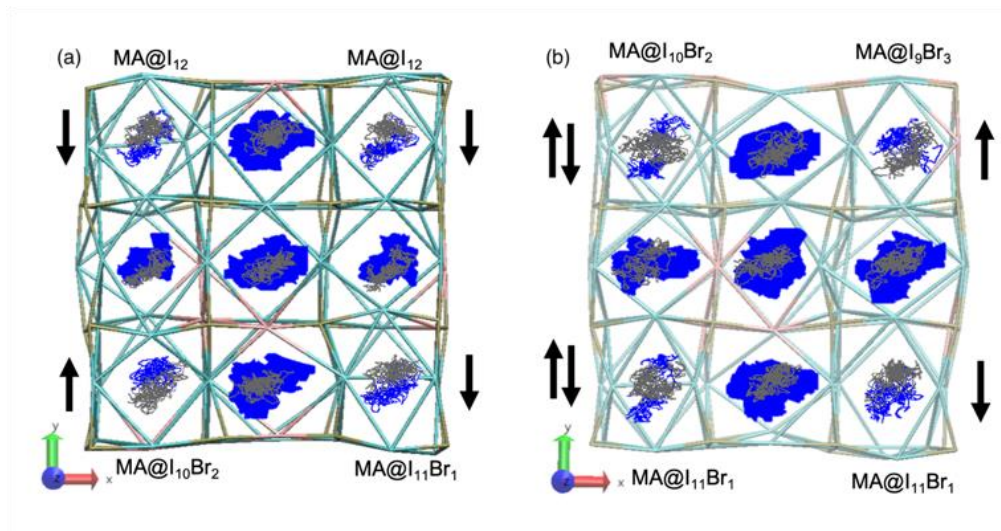 (a)
MA@I₁₂
MA@I₁₂
y
z
x
MA@I₁₀Br₂
MA@I₁₁Br₁
(b)
MA@I₁₀Br₂
MA@I₉Br₃
y
z
x
MA@I₁₁Br₁
MA@I₁₁Br₁